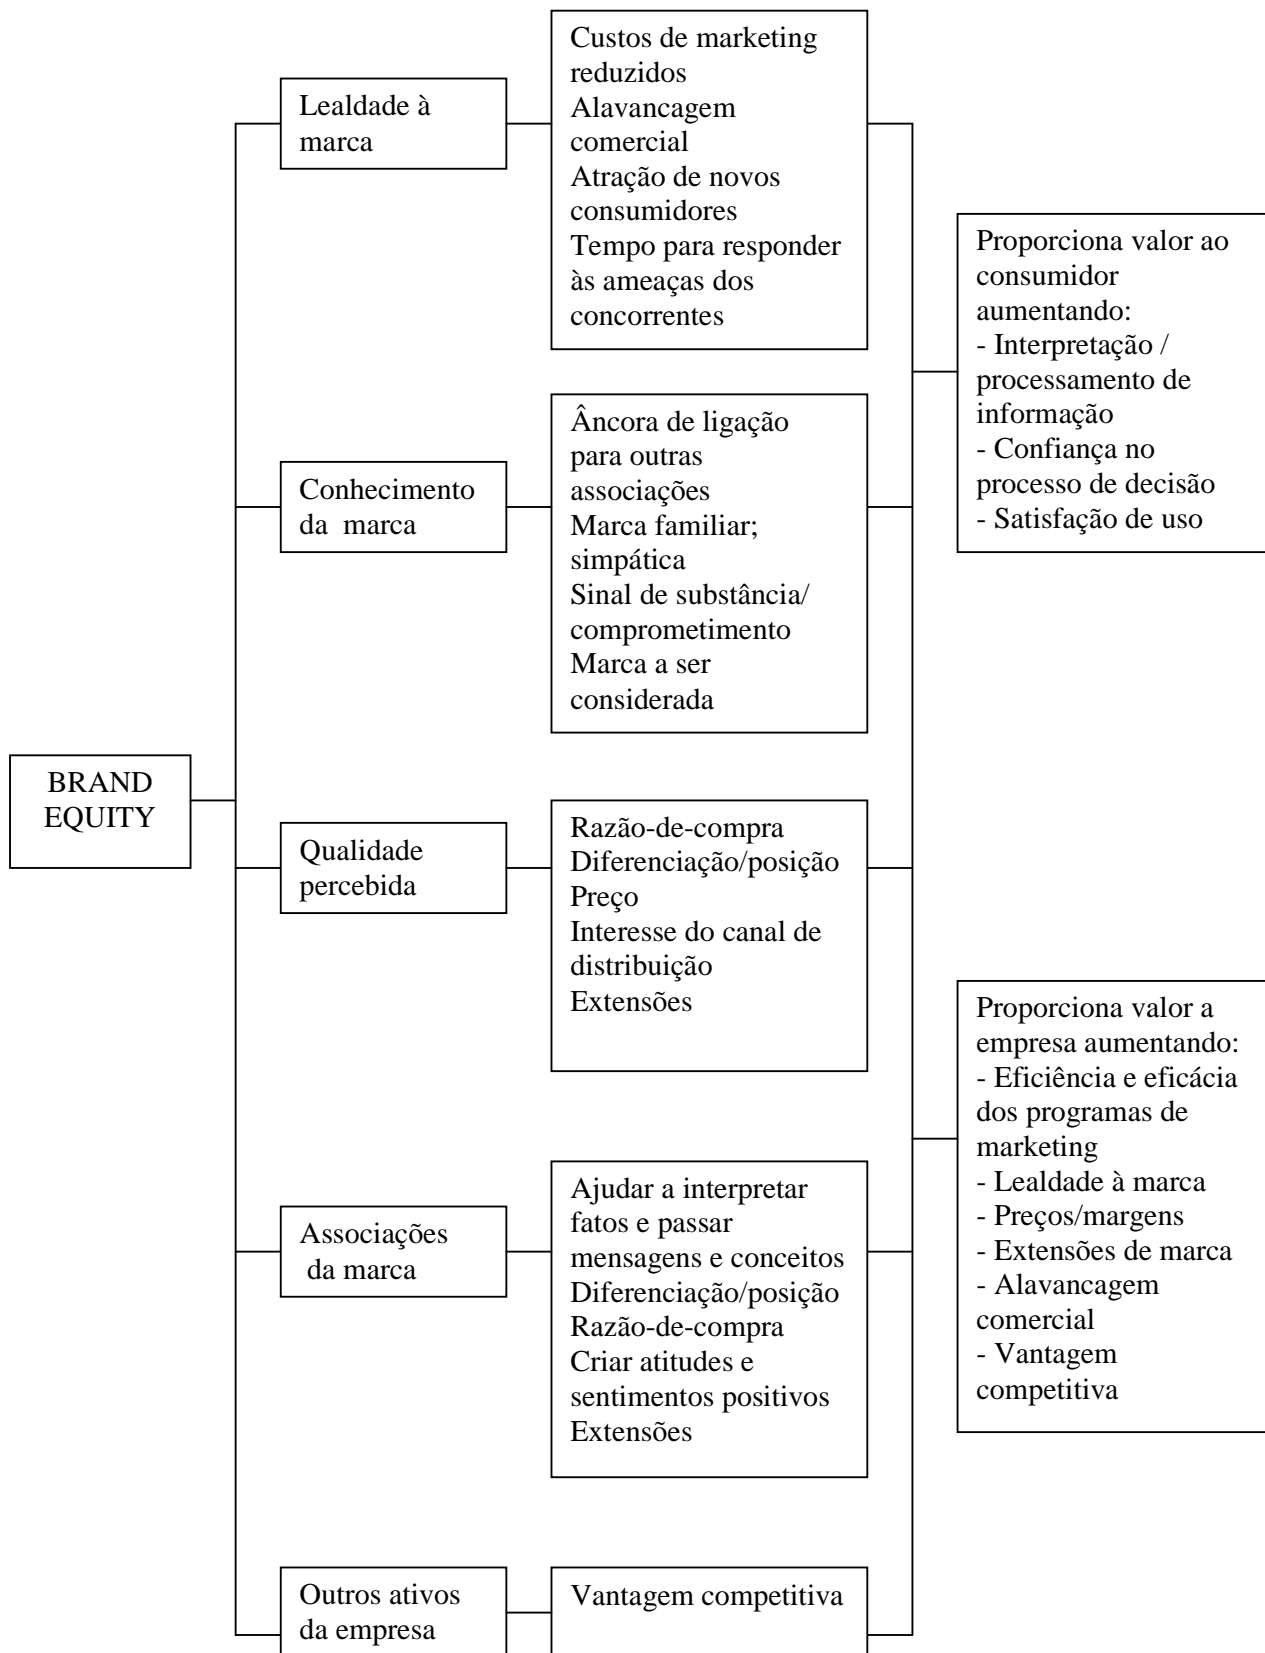 Custos de marketing
reduzidos
Alavancagem
comercial
Atração de novos
consumidores
Tempo para responder
às ameaças dos
concorrentes
Lealdade à
marca
Proporciona valor ao
consumidor
aumentando:
- Interpretação /
processamento de
informação
- Confiança no
processo de decisão
- Satisfação de uso
Âncora de ligação
para outras
associações
Marca familiar;
simpática
Sinal de substância/
comprometimento
Marca a ser
considerada
Conhecimento
da  marca
BRAND
EQUITY
Qualidade
percebida
Razão-de-compra
Diferenciação/posição
Preço
Interesse do canal de
distribuição
Extensões
Proporciona valor a
empresa aumentando:
- Eficiência e eficácia
dos programas de
marketing
- Lealdade à marca
- Preços/margens
- Extensões de marca
- Alavancagem
comercial
- Vantagem
competitiva
Associações
da marca
Ajudar a interpretar
fatos e passar
mensagens e conceitos
Diferenciação/posição
Razão-de-compra
Criar atitudes e
sentimentos positivos
Extensões
Outros ativos
da empresa
Vantagem competitiva